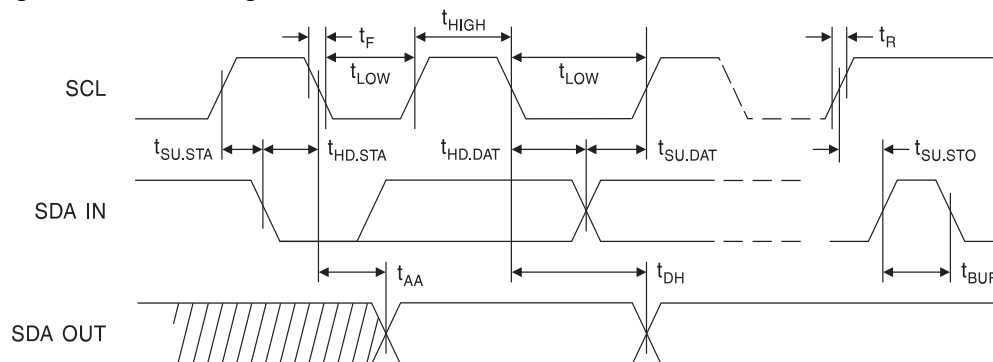 tF
tHIGH
tR
tLOW
tLOW
SCL
tSU.STA
tHD.STA
tHD.DAT
tSU.DAT
tSU.STO
SDA IN
tAA
tDH
tBUF
SDA OUT